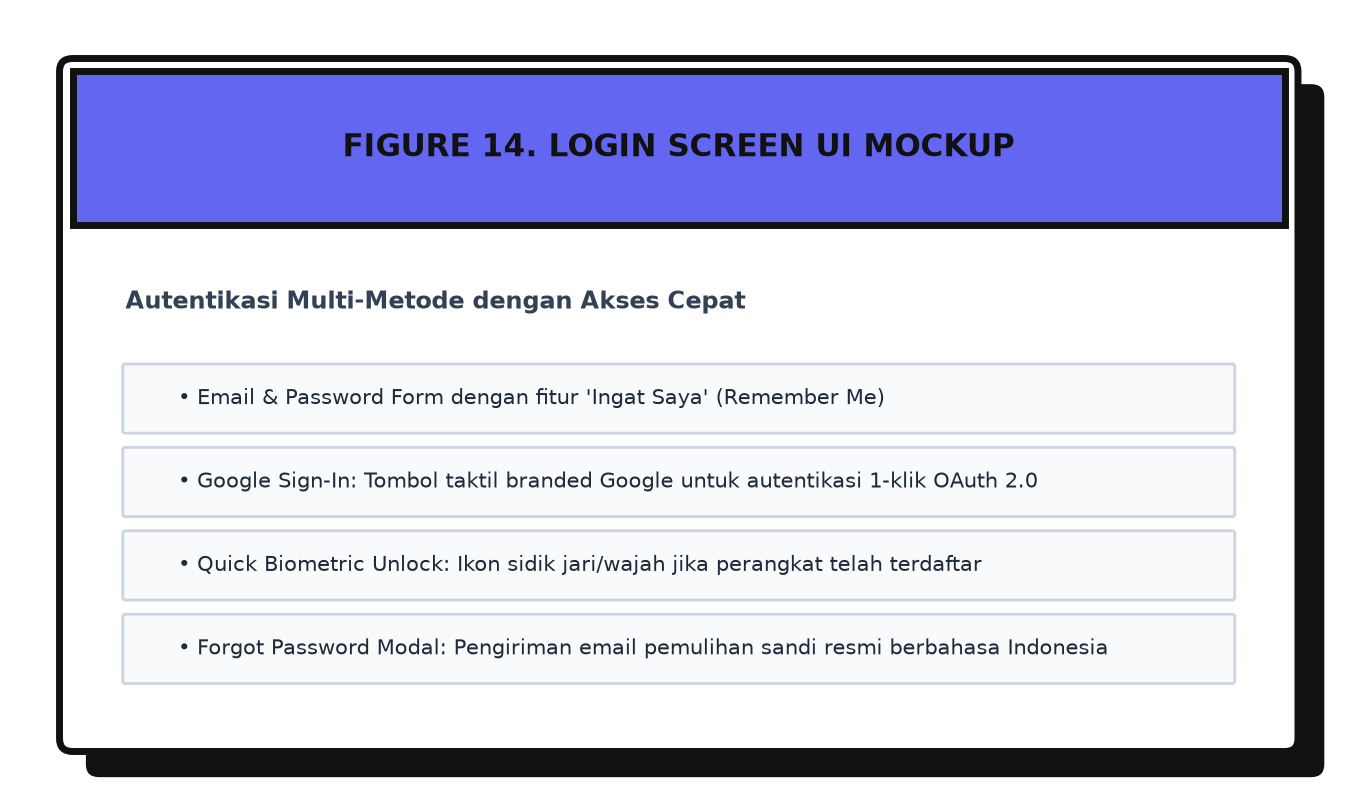 FIGURE 14. LOGIN SCREEN UI MOCKUP
Autentikasi Multi-Metode dengan Akses Cepat
• Email & Password Form dengan fitur 'Ingat Saya' (Remember Me)
• Google Sign-In: Tombol taktil branded Google untuk autentikasi 1-klik OAuth 2.0
• Quick Biometric Unlock: Ikon sidik jari/wajah jika perangkat telah terdaftar
• Forgot Password Modal: Pengiriman email pemulihan sandi resmi berbahasa Indonesia